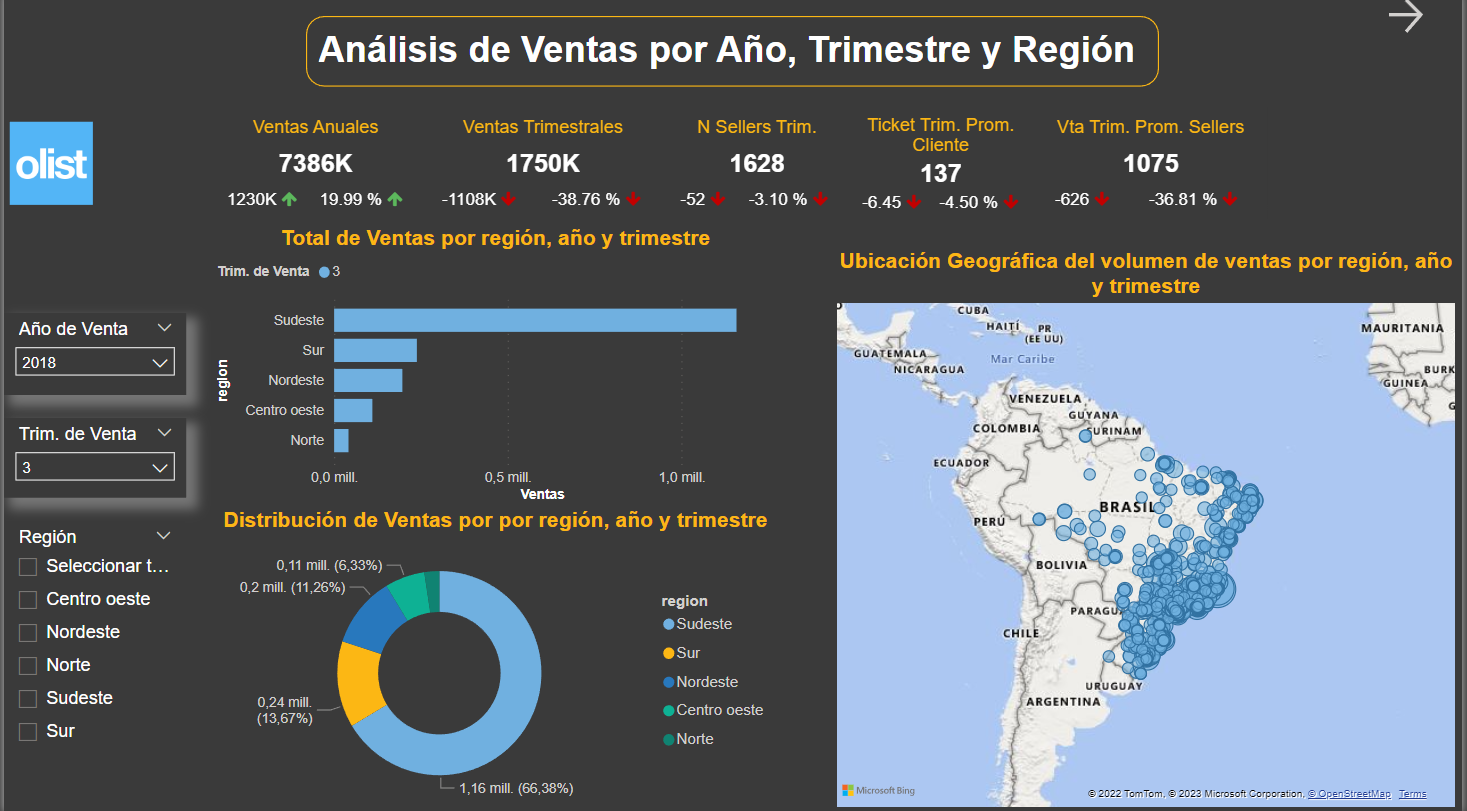 Análisis de Ventas por Año, Trimestre y Región
olist
Ventas Anuales
7386K
1230K
19.99 %
Ventas Trimestrales
1750K
-1108K
-38.76 %
N Sellers Trim.
1628
-52
-3.10 %
Ticket Trim. Prom.
Cliente
137
-6.45
-4.50 %
Vta Trim. Prom. Sellers
1075
-626
-36.81 %
Año de Venta
2018
Trim. de Venta
3
Región
Seleccionar t…
Centro oeste
Nordeste
Norte
Sudeste
Sur
Total de Ventas por región, año y trimestre
Trim. de Venta
3
region
Sudeste
Sur
Nordeste
Centro oeste
Norte
0,0 mill.
0,5 mill.
1,0 mill.
Ventas
Distribución de Ventas por por región, año y trimestre
0,11 mill. (6,33%)
0,2 mill. (11,26%)
0,24 mill.
(13,67%)
1,16 mill. (66,38%)
region
Sudeste
Sur
Nordeste
Centro oeste
Norte
Ubicación Geográfica del volumen de ventas por región, año
y trimestre
CUBA
HAITÍ
PR
(EE UU)
GUATEMALA
Mar Caribe
NICARAGUA
MAURITANIA
BURK
GUINEA
G
VENEZUELA
GUYANA
COLOMBIA
SURINAM
ECUADOR
BRASIL
PERÚ
BOLIVIA
PARAGU
CHILE
URUGUAY
ARGENTINA
Microsoft Bing
© 2022 TomTom, © 2023 Microsoft Corporation, © OpenStreetMap Terms